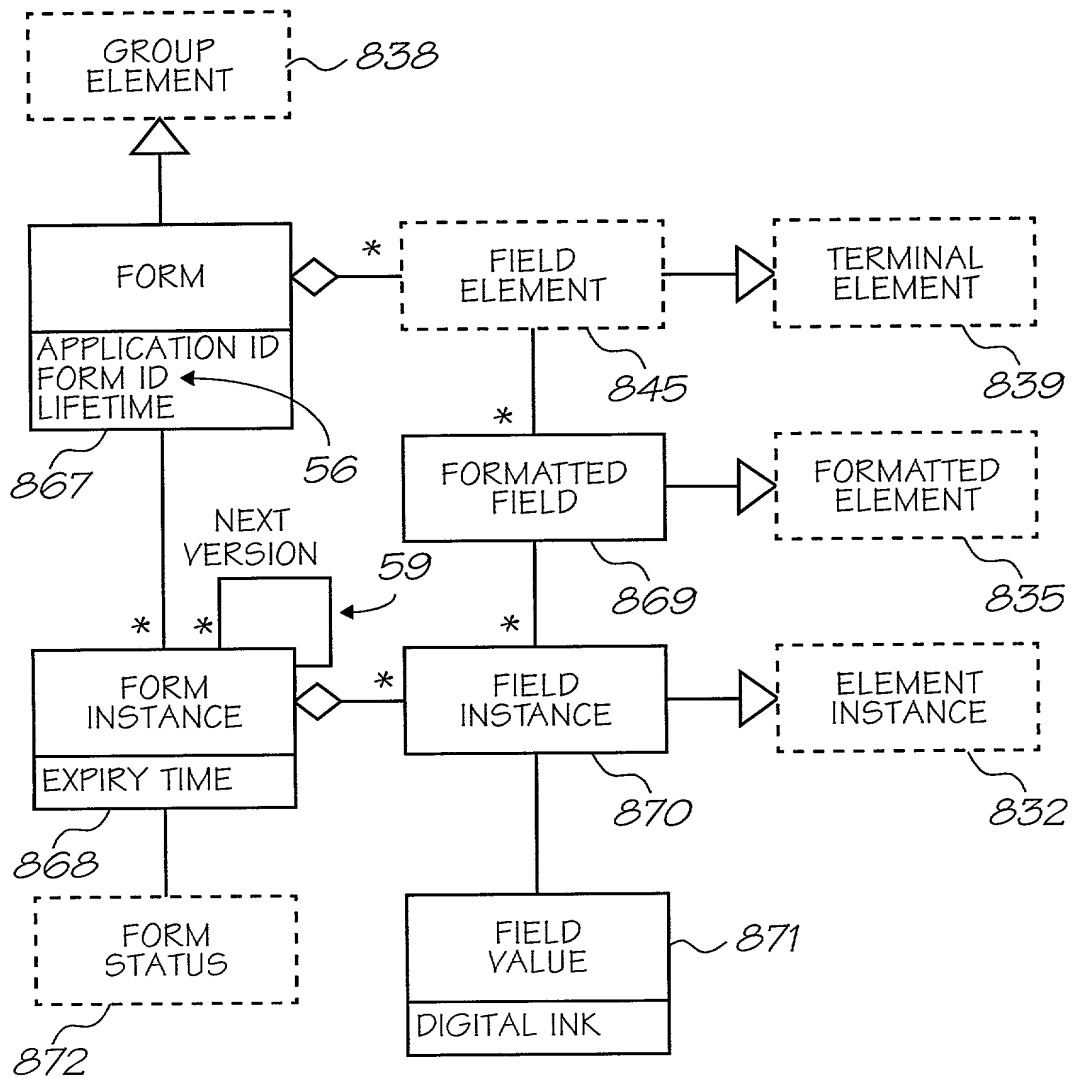 GROUP
ELEMENT
838
FORM
*
FIELD
ELEMENT
TERMINAL
ELEMENT
APPLICATION ID
FORM ID
LIFETIME
845
839
867
56
*
FORMATTED
FIELD
FORMATTED
ELEMENT
NEXT
VERSION
59
869
835
*
*
*
FORM
INSTANCE
*
FIELD
INSTANCE
ELEMENT
INSTANCE
EXPIRY TIME
870
832
868
FORM
STATUS
FIELD
VALUE
871
DIGITAL INK
872